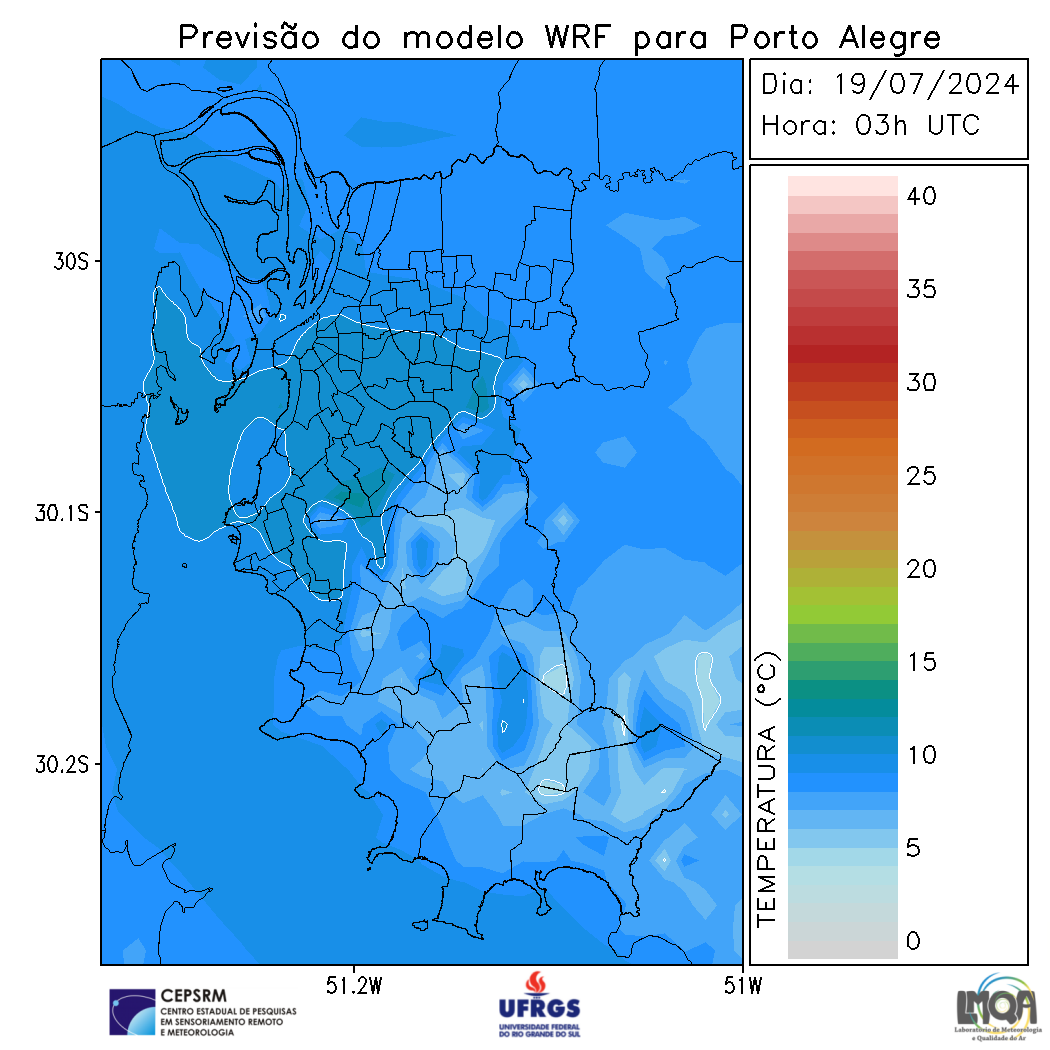 Previsão do modelo WRF para Porto Alegre
Dia: 19/07/2024
Hora: 03h UTC
40
35
30
25
20
15
10
5
0
TEMPERATURA (°C)
30S
30.1S
30.2S
51.2W
51W
CEPSRM
CENTRO ESTADUAL DE PESQUISAS
EM SENSORIAMENTO REMOTO
E METEOROLOGIA
UFRGS
UNIVERSIDADE FEDERAL
DO RIO GRANDE DO SUL
LMQA
Laboratório de Meteorologia
e Qualidade do Ar